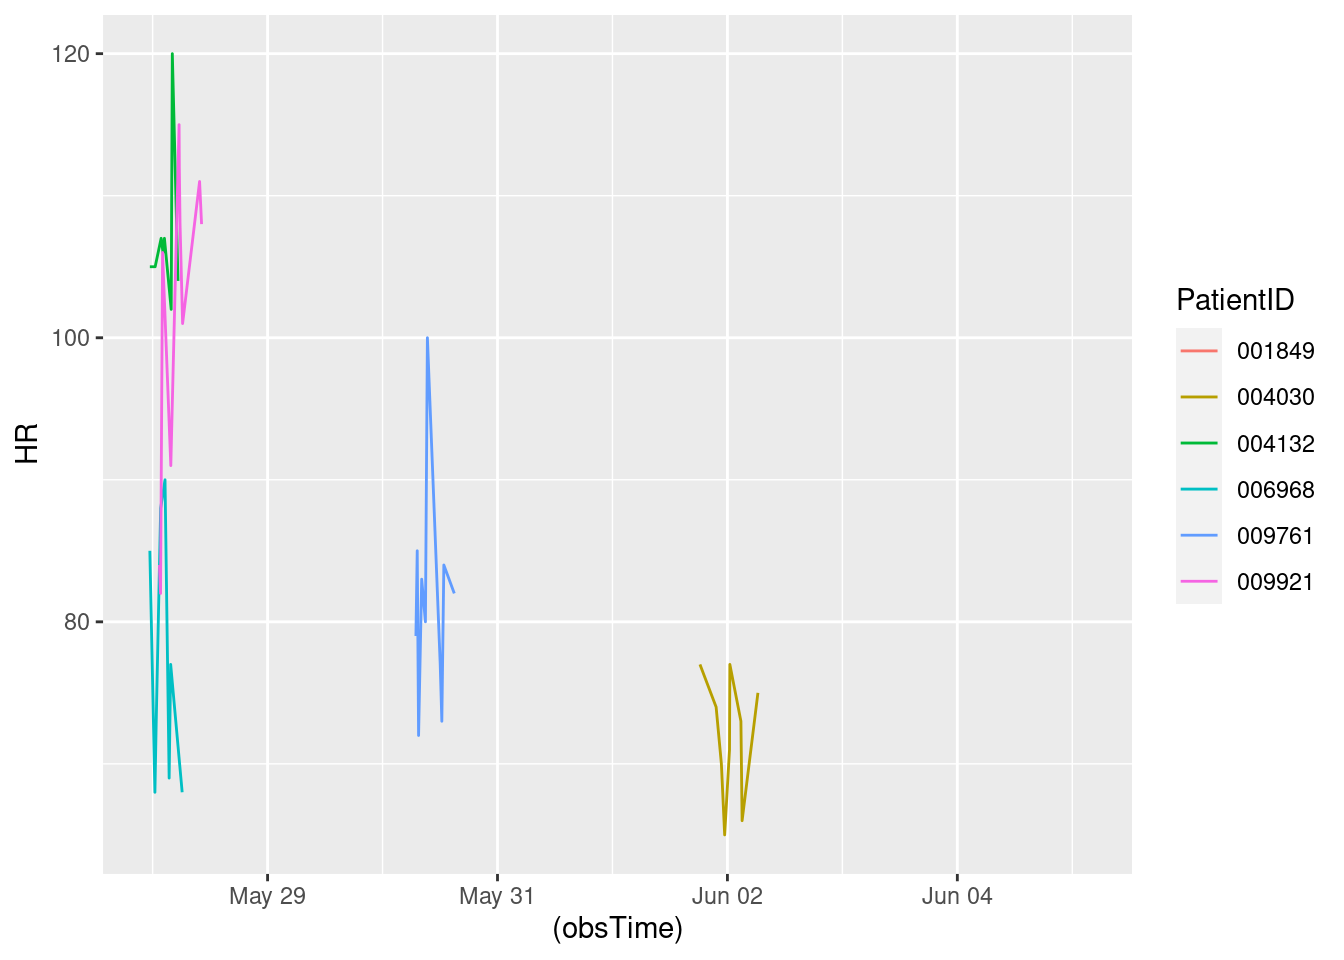 120
100
80
HR
May 29
May 31
Jun 02
Jun 04
(obsTime)
PatientID
001849
004030
004132
006968
009761
009921